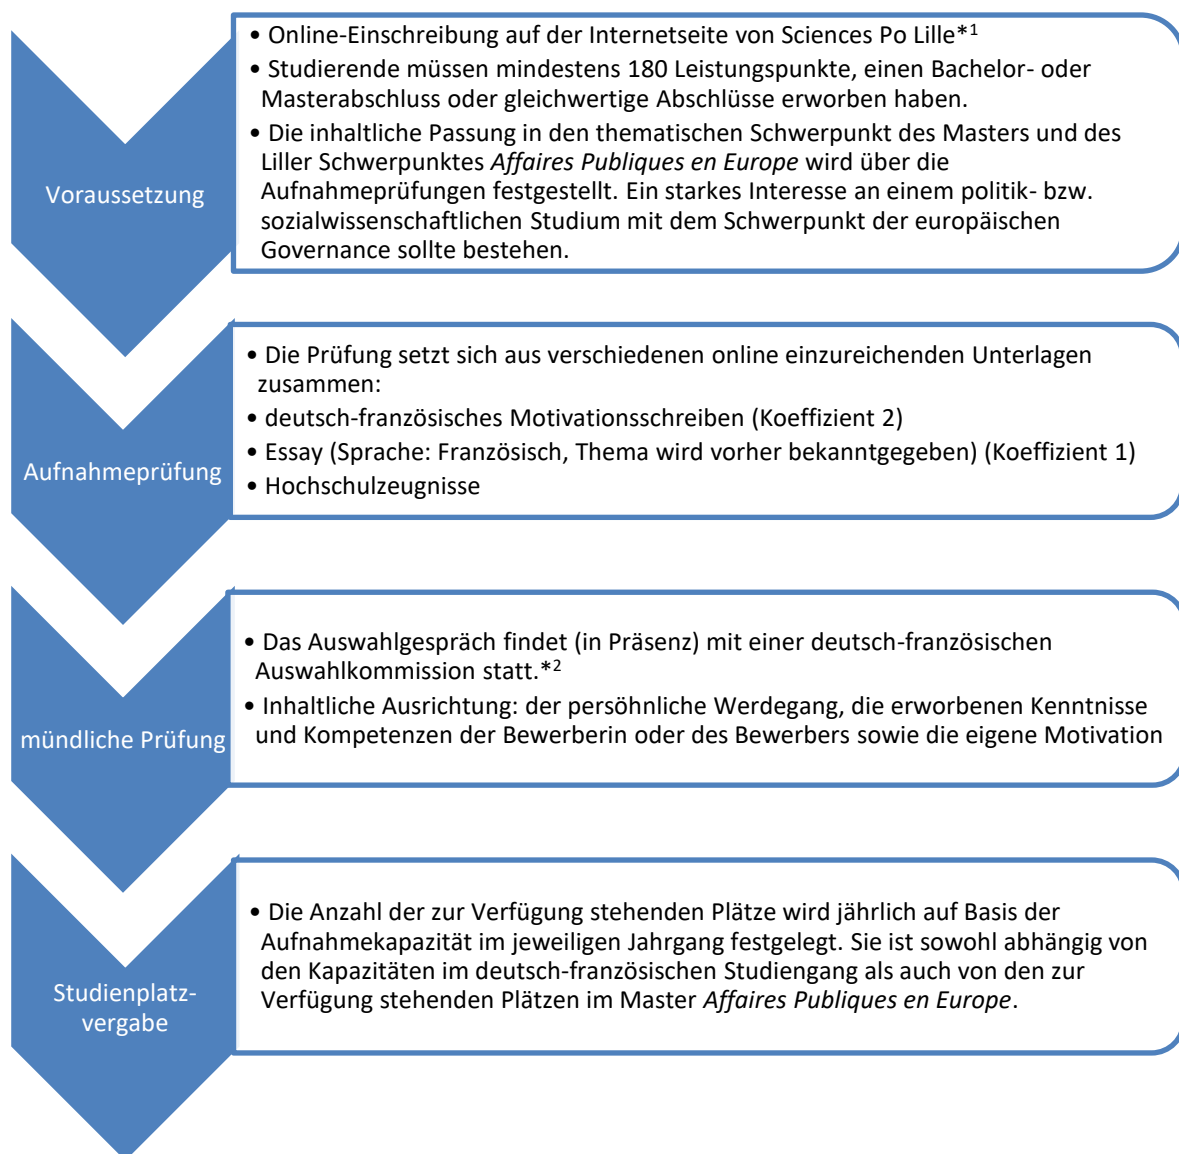 Voraussetzung
• Online-Einschreibung auf der Internetseite von Sciences Po Lille*¹
• Studierende müssen mindestens 180 Leistungspunkte, einen Bachelor- oder
Masterabschluss oder gleichwertige Abschlüsse erworben haben.
• Die inhaltliche Passung in den thematischen Schwerpunkt des Masters und des
Liller Schwerpunktes Affaires Publiques en Europe wird über die
Aufnahmeprüfungen festgestellt. Ein starkes Interesse an einem politik- bzw.
sozialwissenschaftlichen Studium mit dem Schwerpunkt der europäischen
Governance sollte bestehen.
Aufnahmeprüfung
• Die Prüfung setzt sich aus verschiedenen online einzureichenden Unterlagen
zusammen:
• deutsch-französisches Motivationsschreiben (Koeffizient 2)
• Essay (Sprache: Französisch, Thema wird vorher bekanntgegeben) (Koeffizient 1)
• Hochschulzeugnisse
mündliche Prüfung
• Das Auswahlgespräch findet (in Präsenz) mit einer deutsch-französischen
Auswahlkommission statt.*²
• Inhaltliche Ausrichtung: der persöhnliche Werdegang, die erworbenen Kenntnisse
und Kompetenzen der Bewerberin oder des Bewerbers sowie die eigene Motivation
Studienplatz-
vergabe
• Die Anzahl der zur Verfügung stehenden Plätze wird jährlich auf Basis der
Aufnahmekapazität im jeweiligen Jahrgang festgelegt. Sie ist sowohl abhängig von
den Kapazitäten im deutsch-französischen Studiengang als auch von den zur
Verfügung stehenden Plätzen im Master Affaires Publiques en Europe.